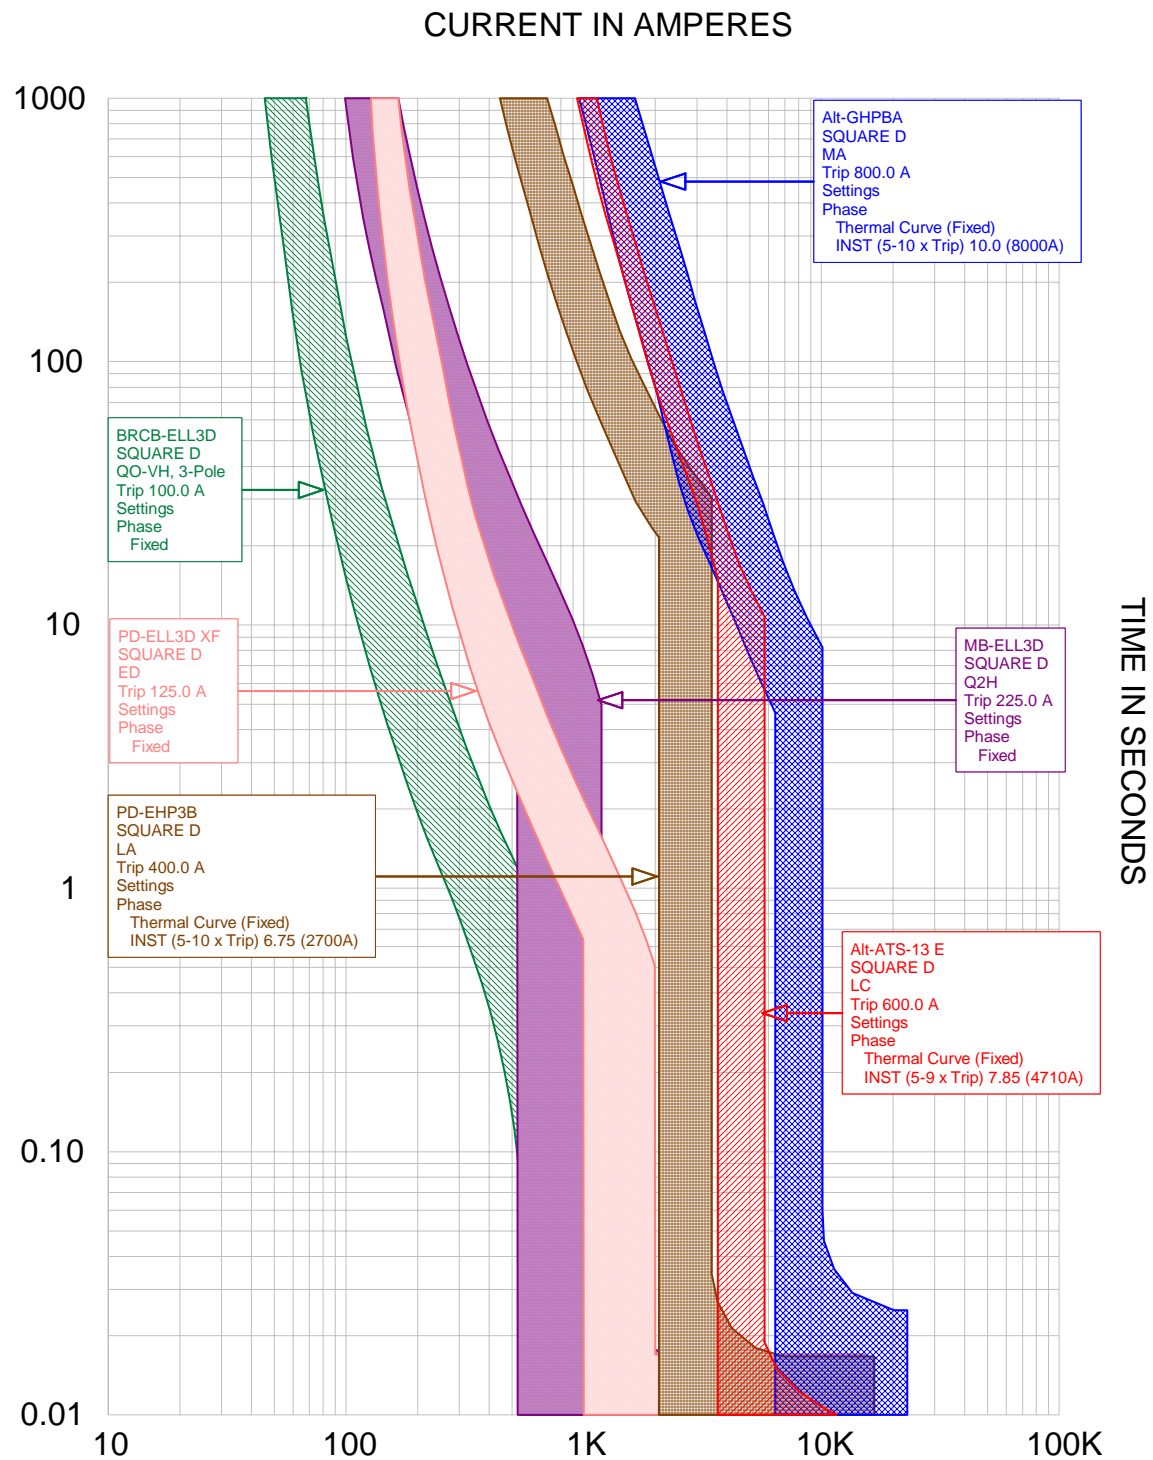 CURRENT IN AMPERES
1000
100
10
1
0.10
0.01
10
100
1K
10K
100K
TIME IN SECONDS
Alt-GHPBA
SQUARE D
MA
Trip 800.0 A
Settings
Phase
Thermal Curve (Fixed)
INST (5-10 x Trip) 10.0 (8000A)
BRCB-ELL3D
SQUARE D
QO-VH, 3-Pole
Trip 100.0 A
Settings
Phase
Fixed
PD-ELL3D XF
SQUARE D
ED
Trip 125.0 A
Settings
Phase
Fixed
MB-ELL3D
SQUARE D
Q2H
Trip 225.0 A
Settings
Phase
Fixed
PD-EHP3B
SQUARE D
LA
Trip 400.0 A
Settings
Phase
Thermal Curve (Fixed)
INST (5-10 x Trip) 6.75 (2700A)
Alt-ATS-13 E
SQUARE D
LC
Trip 600.0 A
Settings
Phase
Thermal Curve (Fixed)
INST (5-9 x Trip) 7.85 (4710A)